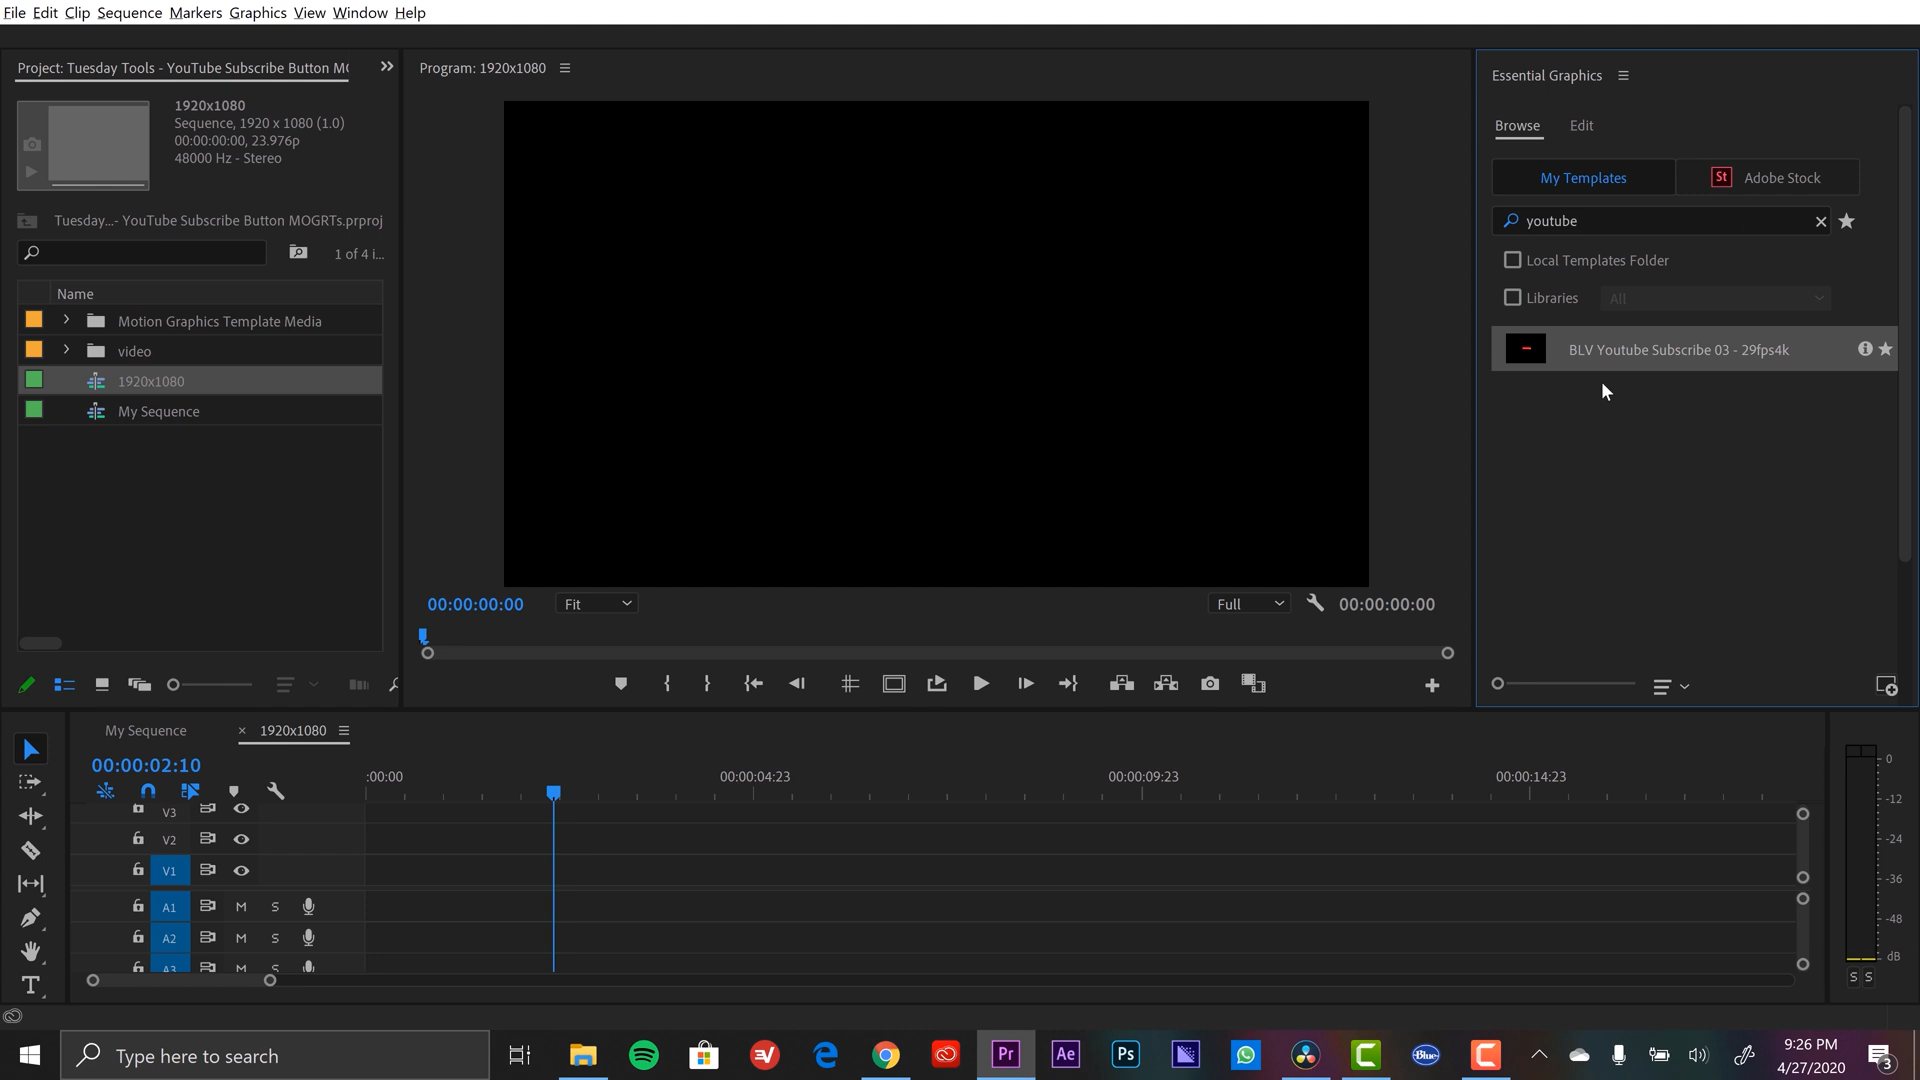 File Edit Clip Sequence Markers Graphics View Window Help
Project: Tuesday Tools - YouTube Subscribe Button M
1920x1080
Sequence, 1920 x 1080 (1.0)
00:00:00:00, 23.976p
48000 Hz - Stereo
Tuesday...- YouTube Subscribe Button MOGRTs.prproj
1 of 4 i...
Name
Motion Graphics Template Media
video
1920x1080
My Sequence
Program: 1920x1080
00:00:00:00
Fit
Full
00:00:00:00
Essential Graphics
Browse Edit
My Templates
St Adobe Stock
youtube
Local Templates Folder
Libraries All
BLV Youtube Subscribe 03 - 29fps4k
My Sequence
× 1920x1080
00:00:02:10
:00:00 00:00:04:23 00:00:09:23 00:00:14:23
V3
V2
V1
A1 M S
A2 M S
A3 M S
0
-12
-24
-36
-48
dB
S S
Type here to search
Pr Ae Ps
Blue
9:26 PM
4/27/2020
3